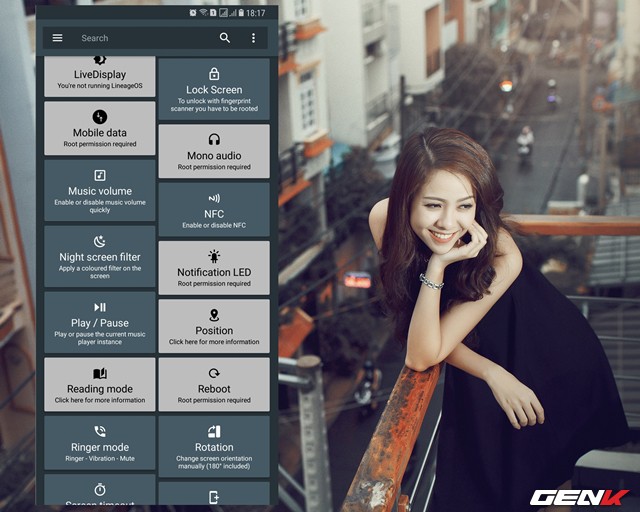 18:17
Search
LiveDisplay
You're not running LineageOS
Lock Screen
To unlock with fingerprint
scanner you have to be rooted
Mobile data
Root permission required
Mono audio
Root permission required
Music volume
Enable or disable music volume
quickly
NFC
Enable or disable NFC
Night screen filter
Apply a coloured filter on the
screen
Notification LED
Root permission required
Play / Pause
Play or pause the current music
player instance
Position
Click here for more information
Reading mode
Click here for more information
Reboot
Root permission required
Ringer mode
Ringer - Vibration - Mute
Rotation
Change screen orientation
manually (180° included)
Screen timeout
GENK